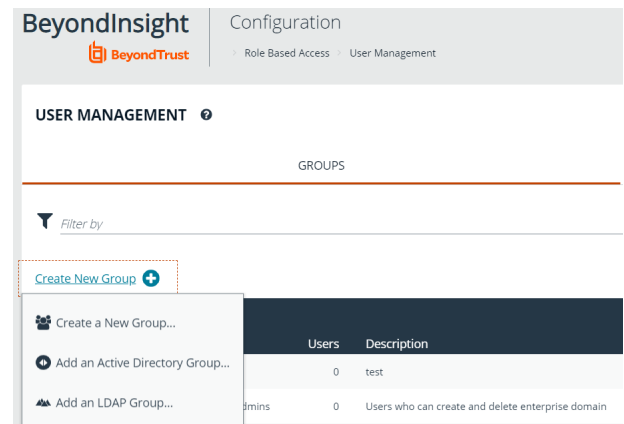 BeyondInsight
BeyondTrust
Configuration
Role Based Access
User Management
USER MANAGEMENT
GROUPS
Filter by
Create New Group
Create a New Group...
Add an Active Directory Group...
Add an LDAP Group...
Users Description
0 test
0 Users who can create and delete enterprise domain